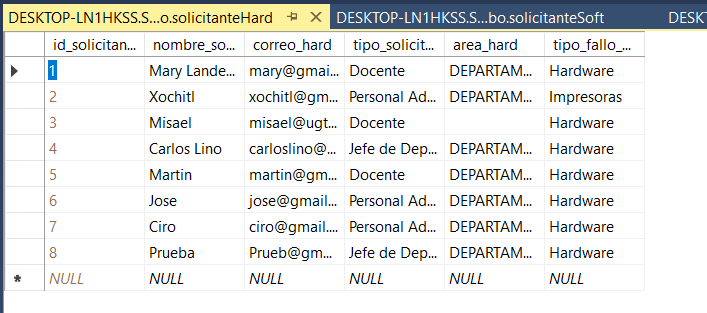 DESKTOP-LN1HKSS.S...o.solicitanteHard DESKTOP-LN1HKSS.S...bo.solicitanteSoft DESKT
id_solicitan... nombre_so... correo_hard tipo_solicit... area_hard tipo_fallo_...
1 Mary Lande... mary@gmai... Docente DEPARTAM... Hardware
2 Xochitl xochitl@gm... Personal Ad... DEPARTAM... Impresoras
3 Misael misael@ugt... Docente Hardware
4 Carlos Lino carloslino@... Jefe de Dep... DEPARTAM... Hardware
5 Martin martin@gm... Docente DEPARTAM... Hardware
6 Jose jose@gmail.... Personal Ad... DEPARTAM... Hardware
7 Ciro ciro@gmail.... Personal Ad... DEPARTAM... Hardware
8 Prueba Prueb@gm... Jefe de Dep... DEPARTAM... Hardware
NULL NULL NULL NULL NULL NULL